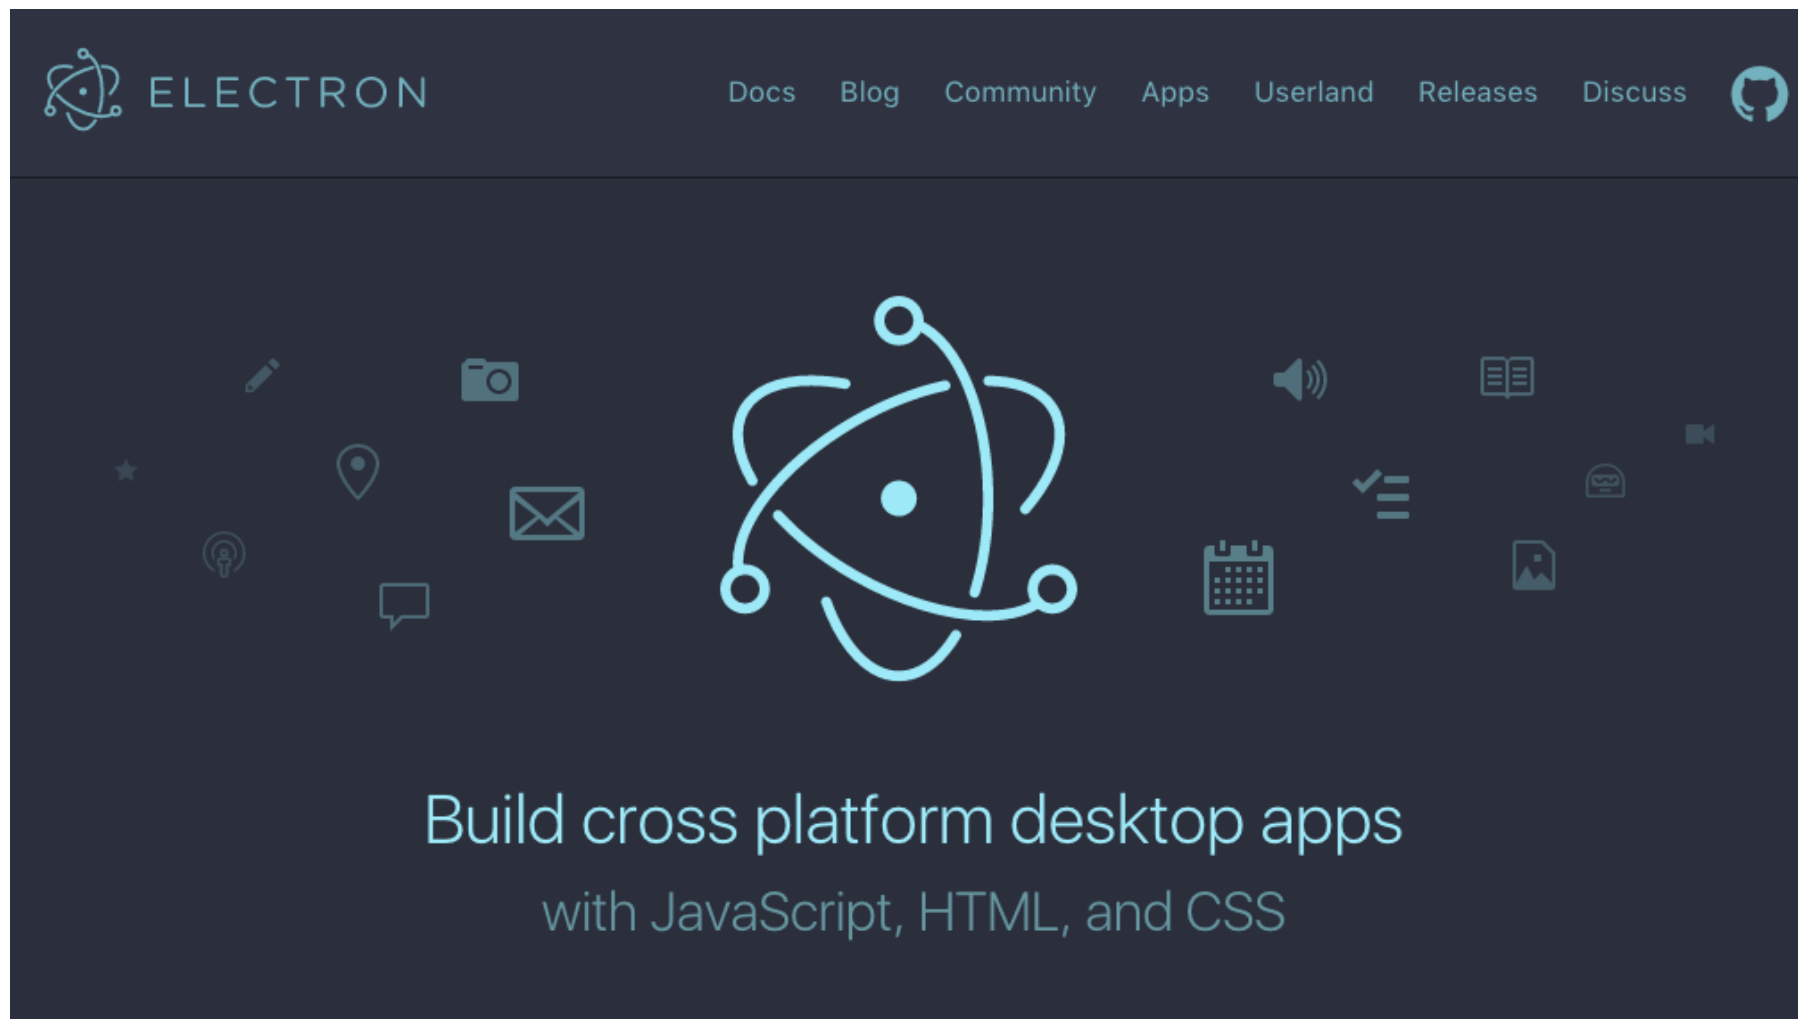 ELECTRON
Docs Blog Community Apps Userland Releases Discuss
Build cross platform desktop apps
with JavaScript, HTML, and CSS